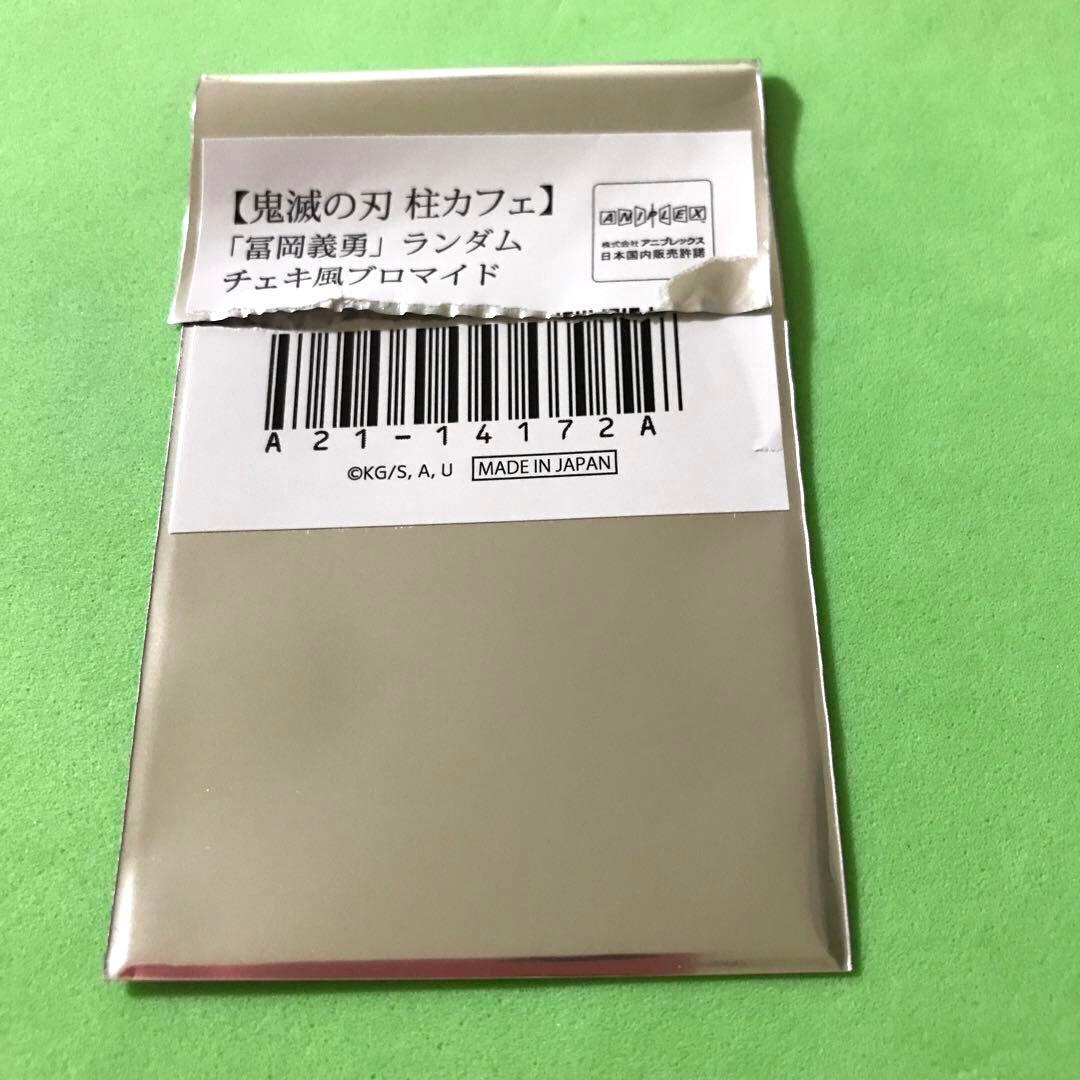 【鬼滅の刃 柱カフェ】
「冨岡義勇」ランダム
チェキ風ブロマイド
ANIPLEX
株式会社アニプレックス
日本国内販売許諾
A21-14172A
©KG/S, A, U MADE IN JAPAN